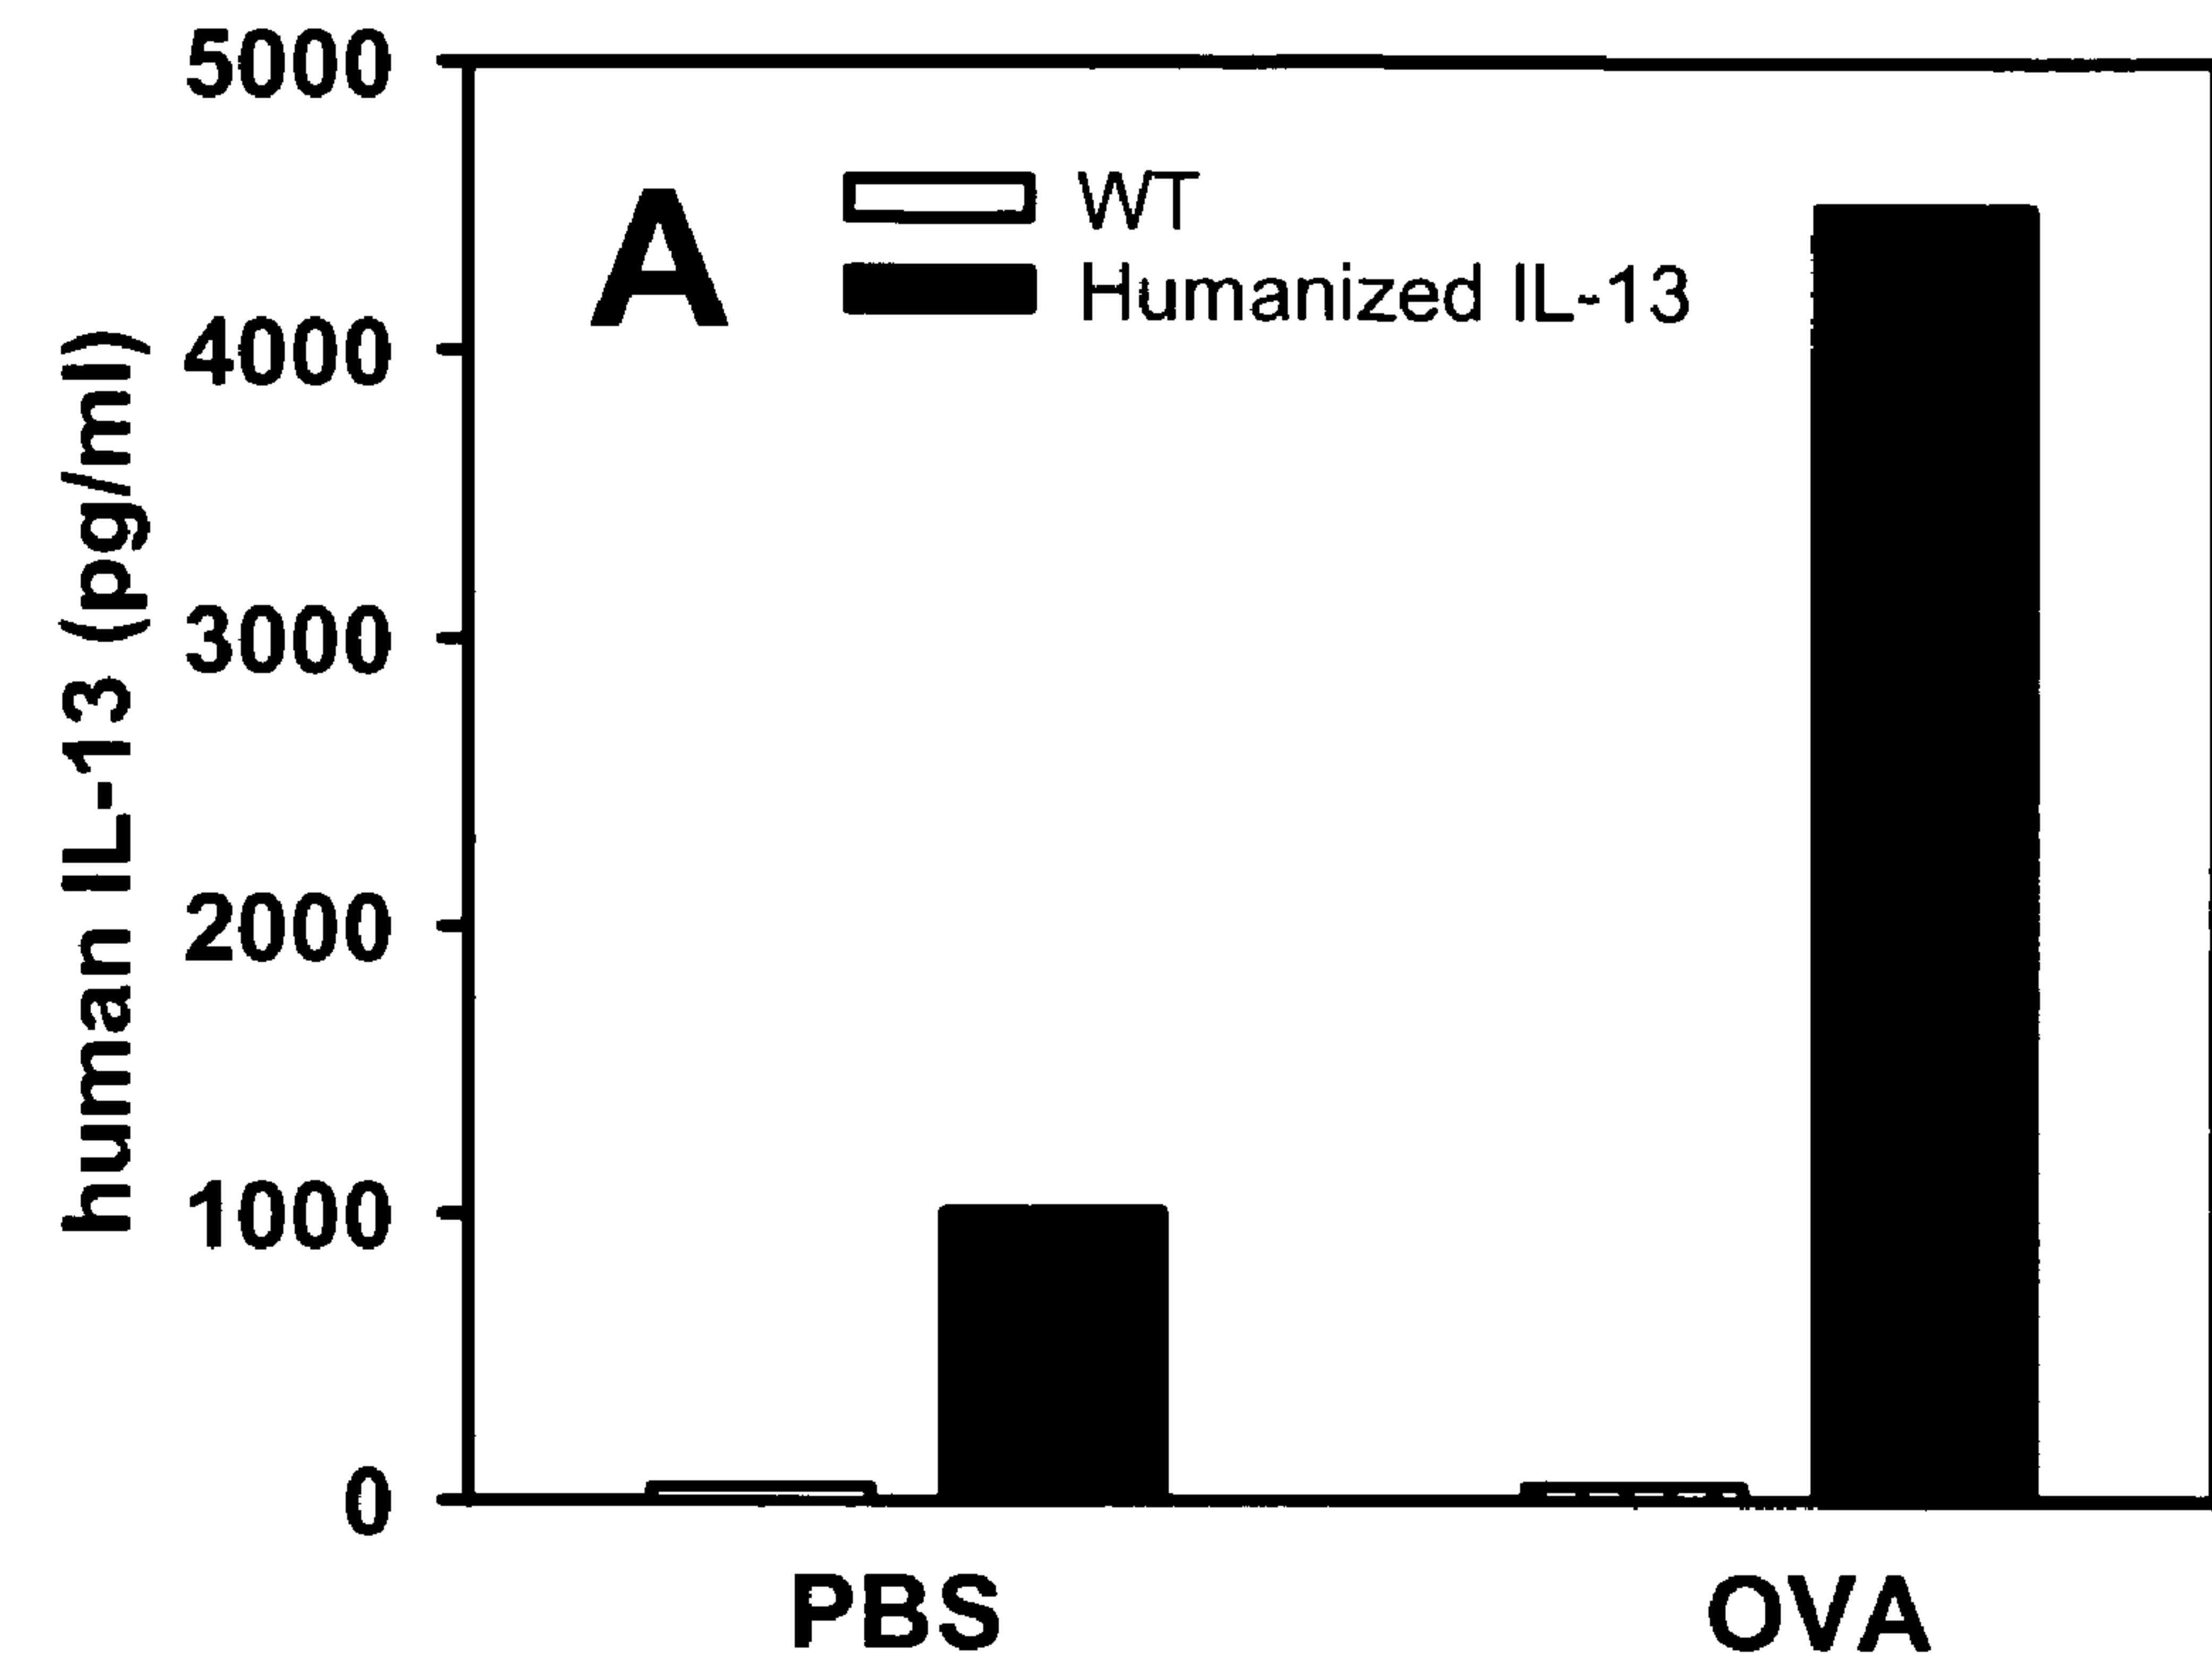 human IL-13 (pg/ml)
5000
4000
3000
2000
1000
0
A
WT
Humanized IL-13
PBS
OVA